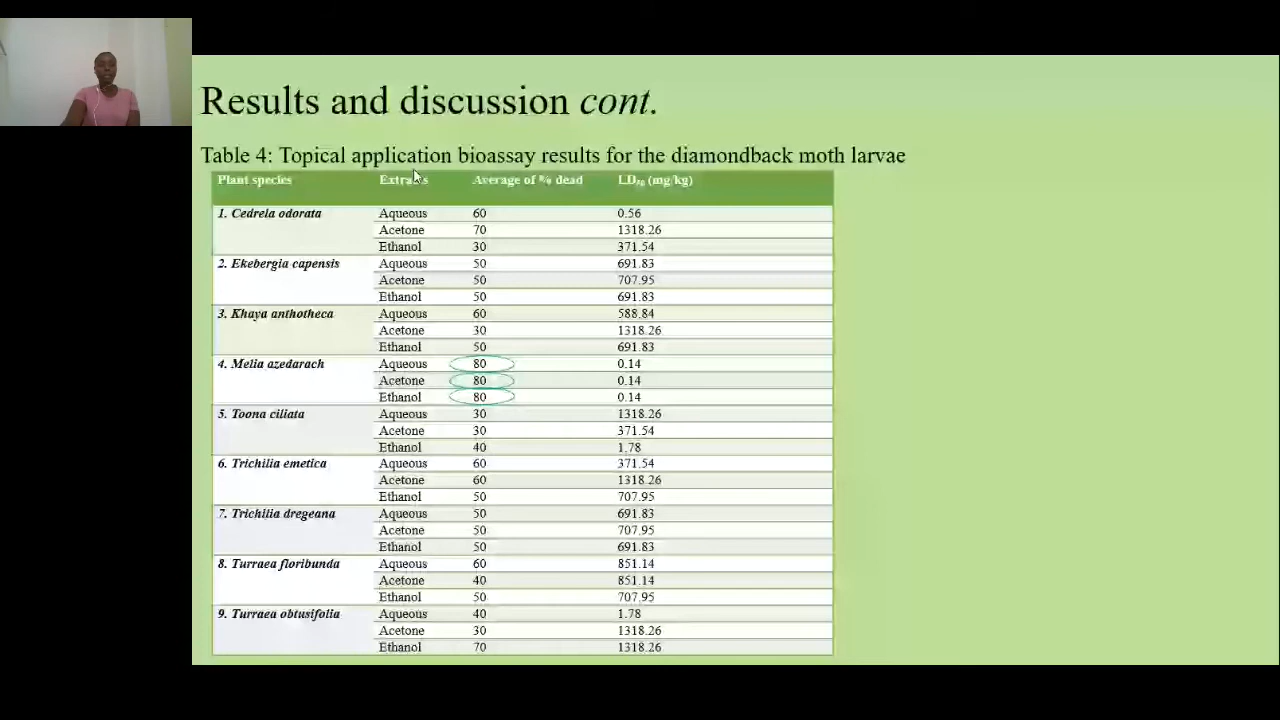 Results and discussion cont.
Table 4: Topical application bioassay results for the diamondback moth larvae
Plant species Extracts Average of % dead LD₅₀ (mg/kg)
1. Cedrela odorata Aqueous 60 0.56
Acetone 70 1318.26
Ethanol 30 371.54
2. Ekebergia capensis Aqueous 50 691.83
Acetone 50 707.95
Ethanol 50 691.83
3. Khaya anthotheca Aqueous 60 588.84
Acetone 30 1318.26
Ethanol 50 691.83
4. Melia azedarach Aqueous 80 0.14
Acetone 80 0.14
Ethanol 80 0.14
5. Toona ciliata Aqueous 30 1318.26
Acetone 30 371.54
Ethanol 40 1.78
6. Trichilia emetica Aqueous 60 371.54
Acetone 60 1318.26
Ethanol 50 707.95
7. Trichilia dregeana Aqueous 50 691.83
Acetone 50 707.95
Ethanol 50 691.83
8. Turraea floribunda Aqueous 60 851.14
Acetone 40 851.14
Ethanol 50 707.95
9. Turraea obtusifolia Aqueous 40 1.78
Acetone 30 1318.26
Ethanol 70 1318.26